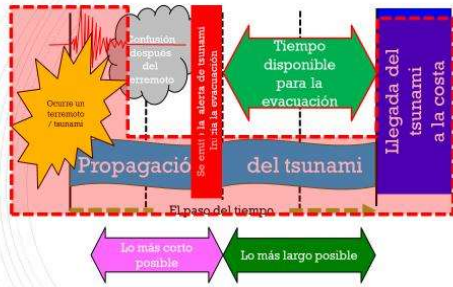 Confusión
después
del
terremoto
Ocurre un
terremoto
/ tsunami
Se emite la alerta de tsunami
Inicia la evacuación
Tiempo
disponible
para la
evacuación
Llegada del
tsunami
a la costa
Propagación del tsunami
El paso del tiempo
Lo más corto
posible
Lo más largo posible